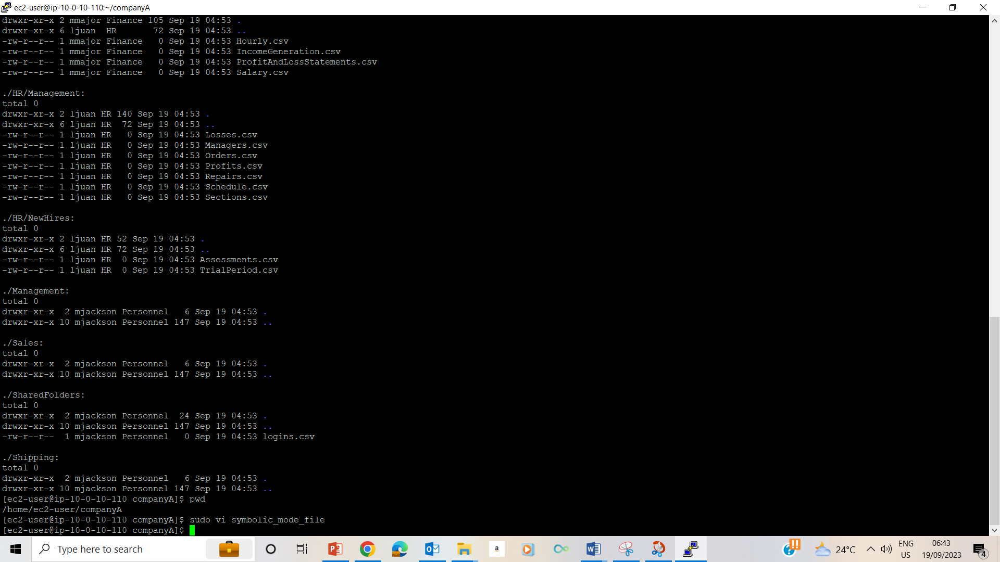 ec2-user@ip-10-0-10-110:~/companyA
drwxr-xr-x 2 mmajor Finance 105 Sep 19 04:53 .
drwxr-xr-x 6 ljuan  HR       72 Sep 19 04:53 ..
-rw-r--r-- 1 mmajor Finance   0 Sep 19 04:53 Hourly.csv
-rw-r--r-- 1 mmajor Finance   0 Sep 19 04:53 IncomeGeneration.csv
-rw-r--r-- 1 mmajor Finance   0 Sep 19 04:53 ProfitAndLossStatements.csv
-rw-r--r-- 1 mmajor Finance   0 Sep 19 04:53 Salary.csv
./HR/Management:
total 0
drwxr-xr-x 2 ljuan HR 140 Sep 19 04:53 .
drwxr-xr-x 6 ljuan HR  72 Sep 19 04:53 ..
-rw-r--r-- 1 ljuan HR   0 Sep 19 04:53 Losses.csv
-rw-r--r-- 1 ljuan HR   0 Sep 19 04:53 Managers.csv
-rw-r--r-- 1 ljuan HR   0 Sep 19 04:53 Orders.csv
-rw-r--r-- 1 ljuan HR   0 Sep 19 04:53 Profits.csv
-rw-r--r-- 1 ljuan HR   0 Sep 19 04:53 Repairs.csv
-rw-r--r-- 1 ljuan HR   0 Sep 19 04:53 Schedule.csv
-rw-r--r-- 1 ljuan HR   0 Sep 19 04:53 Sections.csv
./HR/NewHires:
total 0
drwxr-xr-x 2 ljuan HR 52 Sep 19 04:53 .
drwxr-xr-x 6 ljuan HR 72 Sep 19 04:53 ..
-rw-r--r-- 1 ljuan HR  0 Sep 19 04:53 Assessments.csv
-rw-r--r-- 1 ljuan HR  0 Sep 19 04:53 TrialPeriod.csv
./Management:
total 0
drwxr-xr-x  2 mjackson Personnel   6 Sep 19 04:53 .
drwxr-xr-x 10 mjackson Personnel 147 Sep 19 04:53 ..
./Sales:
total 0
drwxr-xr-x  2 mjackson Personnel   6 Sep 19 04:53 .
drwxr-xr-x 10 mjackson Personnel 147 Sep 19 04:53 ..
./SharedFolders:
total 0
drwxr-xr-x  2 mjackson Personnel  24 Sep 19 04:53 .
drwxr-xr-x 10 mjackson Personnel 147 Sep 19 04:53 ..
-rw-r--r--  1 mjackson Personnel   0 Sep 19 04:53 logins.csv
./Shipping:
total 0
drwxr-xr-x  2 mjackson Personnel   6 Sep 19 04:53 .
drwxr-xr-x 10 mjackson Personnel 147 Sep 19 04:53 ..
[ec2-user@ip-10-0-10-110 companyA]$ pwd
/home/ec2-user/companyA
[ec2-user@ip-10-0-10-110 companyA]$ sudo vi symbolic_mode_file
[ec2-user@ip-10-0-10-110 companyA]$
Type here to search
a
24°C
ENG
US
06:43
19/09/2023
4